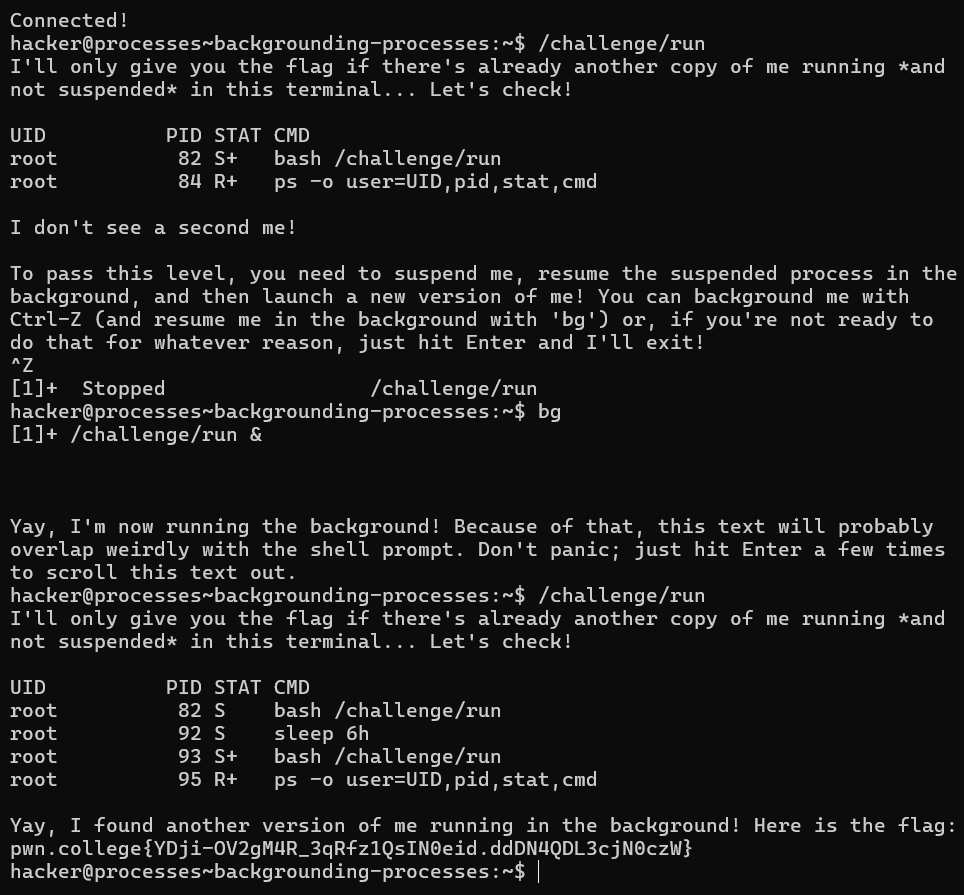 Connected!
hacker@processes~backgrounding-processes:~$ /challenge/run
I'll only give you the flag if there's already another copy of me running *and
not suspended* in this terminal... Let's check!
UID          PID STAT CMD
root          82 S+   bash /challenge/run
root          84 R+   ps -o user=UID,pid,stat,cmd
I don't see a second me!
To pass this level, you need to suspend me, resume the suspended process in the
background, and then launch a new version of me! You can background me with
Ctrl-Z (and resume me in the background with 'bg') or, if you're not ready to
do that for whatever reason, just hit Enter and I'll exit!
^Z
[1]+  Stopped                 /challenge/run
hacker@processes~backgrounding-processes:~$ bg
[1]+ /challenge/run &
Yay, I'm now running the background! Because of that, this text will probably
overlap weirdly with the shell prompt. Don't panic; just hit Enter a few times
to scroll this text out.
hacker@processes~backgrounding-processes:~$ /challenge/run
I'll only give you the flag if there's already another copy of me running *and
not suspended* in this terminal... Let's check!
UID          PID STAT CMD
root          82 S    bash /challenge/run
root          92 S    sleep 6h
root          93 S+   bash /challenge/run
root          95 R+   ps -o user=UID,pid,stat,cmd
Yay, I found another version of me running in the background! Here is the flag:
pwn.college{YDji-OV2gM4R_3qRfz1QsIN0eid.ddDN4QDL3cjN0czW}
hacker@processes~backgrounding-processes:~$